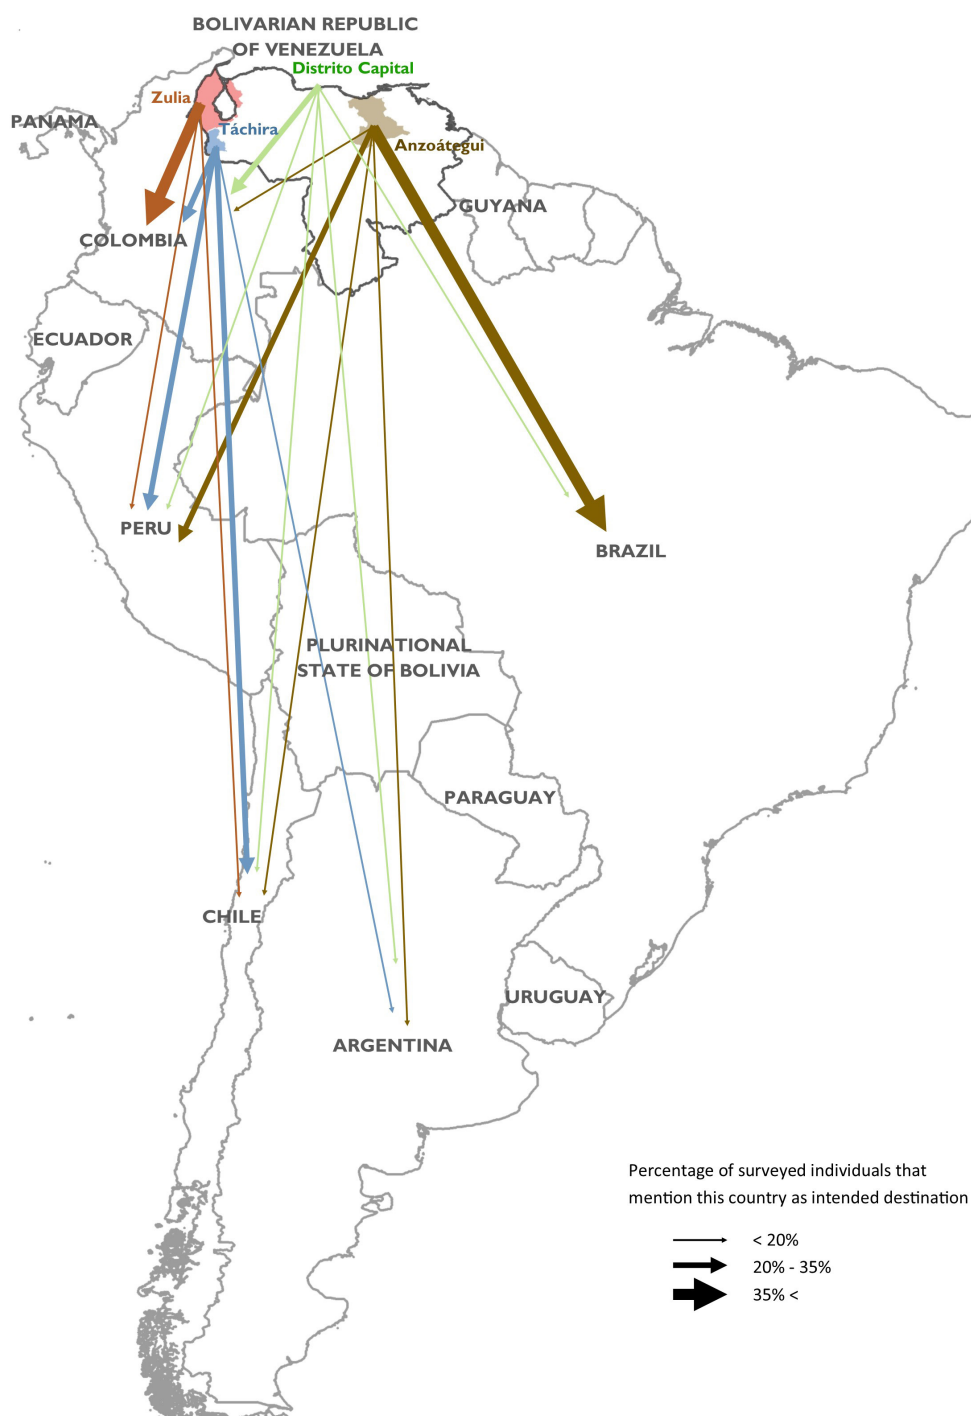 BOLIVARIAN REPUBLIC
OF VENEZUELA
Distrito Capital
Zulia
PANAMA
Táchira
Anzoátegui
GUYANA
COLOMBIA
ECUADOR
PERU
BRAZIL
PLURINATIONAL
STATE OF BOLIVIA
PARAGUAY
CHILE
URUGUAY
ARGENTINA
Percentage of surveyed individuals that
mention this country as intended destination
< 20%
20% - 35%
35% <